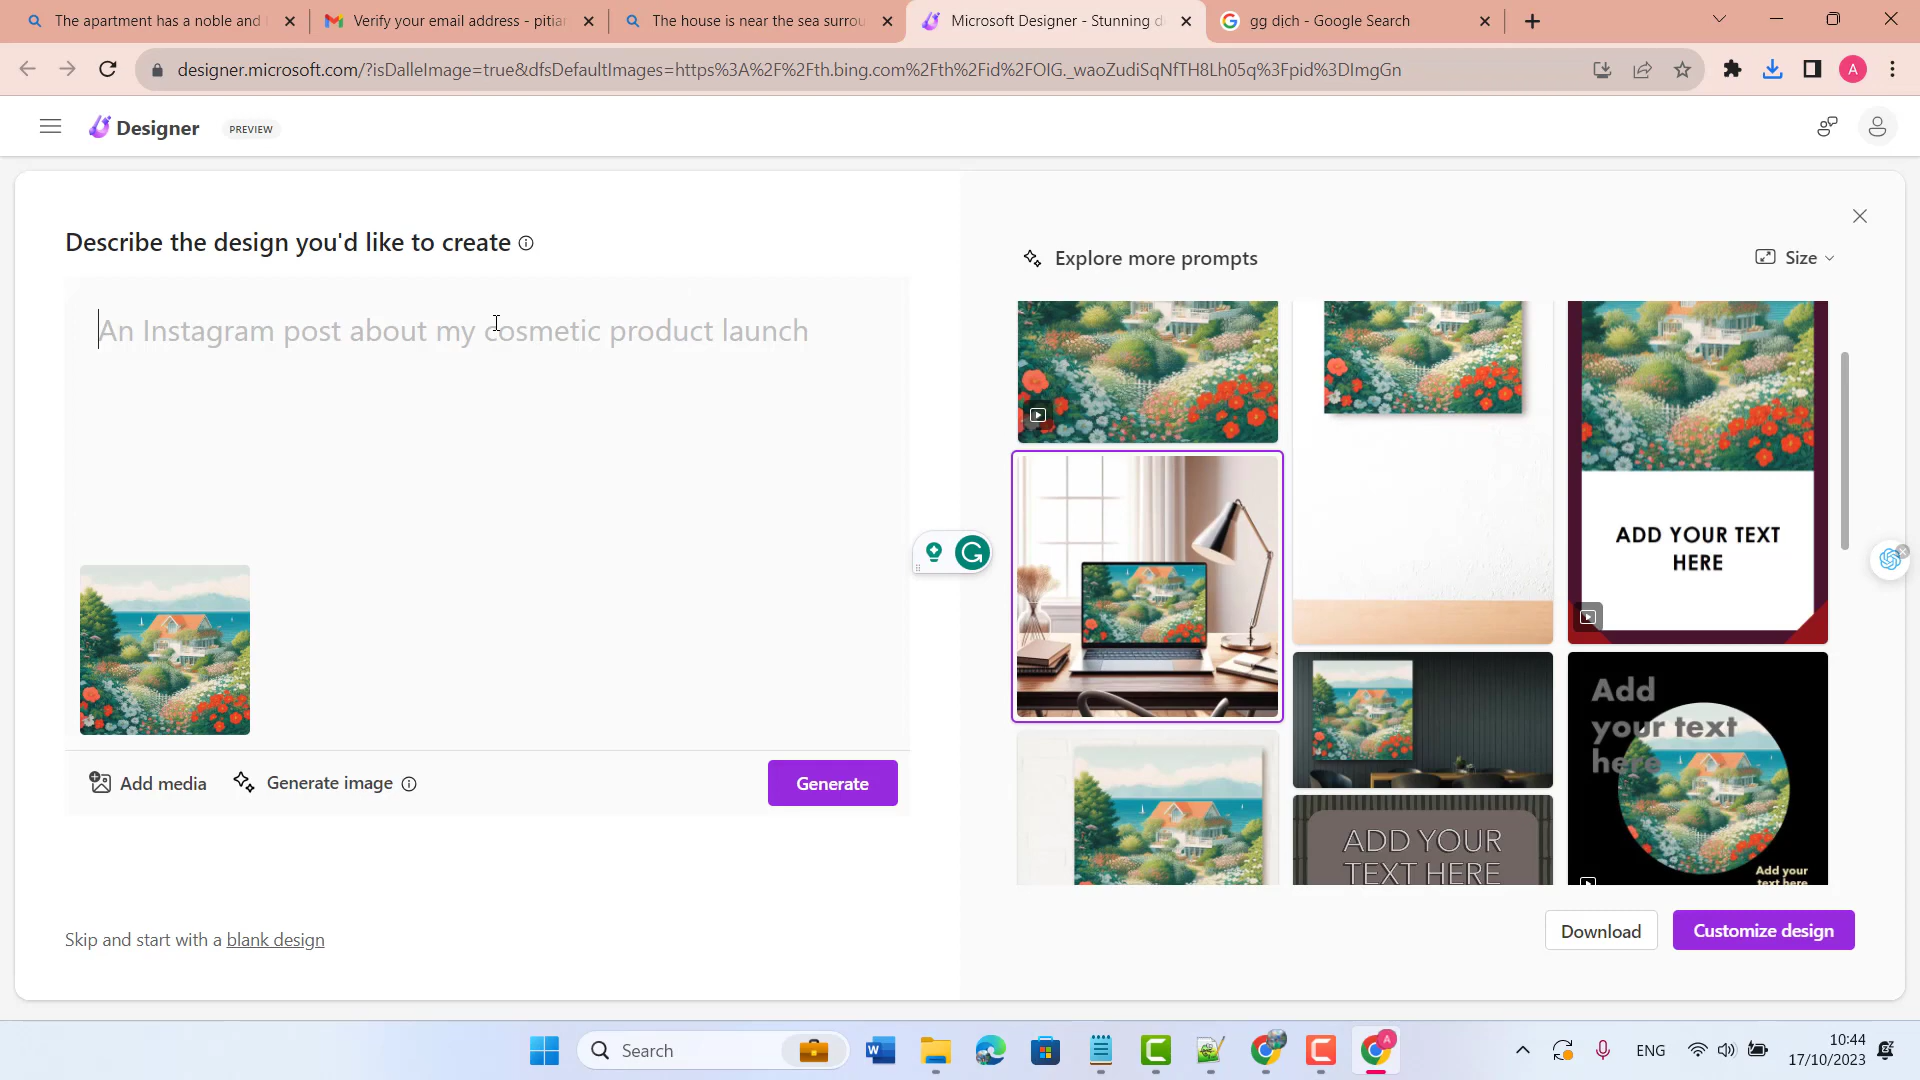 The apartment has a noble and
Verify your email address - pitiar
The house is near the sea surrou
Microsoft Designer - Stunning d
gg dịch - Google Search
designer.microsoft.com/?isDalleImage=true&dfsDefaultImages=https%3A%2F%2Fth.bing.com%2Fth%2Fid%2FOIG._waoZudiSqNfTH8Lh05q%3Fpid%3DImgGn
A
Designer
PREVIEW
Describe the design you'd like to create
An Instagram post about my cosmetic product launch
Add media
Generate image
Generate
Skip and start with a blank design
Explore more prompts
Size
ADD YOUR TEXT
HERE
Add
your text
here
ADD YOUR
TEXT HERE
Add your
text here
Download
Customize design
Search
ENG
10:44
17/10/2023